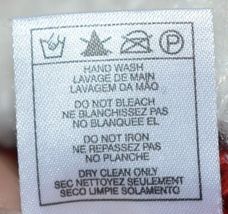 P
HAND WASH
LAVAGE DE MAIN
LAVAGEM DA MÃO
DO NOT BLEACH
NE BLANCHISSEZ PAS
NO BLANQUEE EL
DO NOT IRON
NE REPASSEZ PAS
NO PLANCHE
DRY CLEAN ONLY
SEC NETTOYEZ SEULEMENT
SECO LIMPIE SOLAMENTO